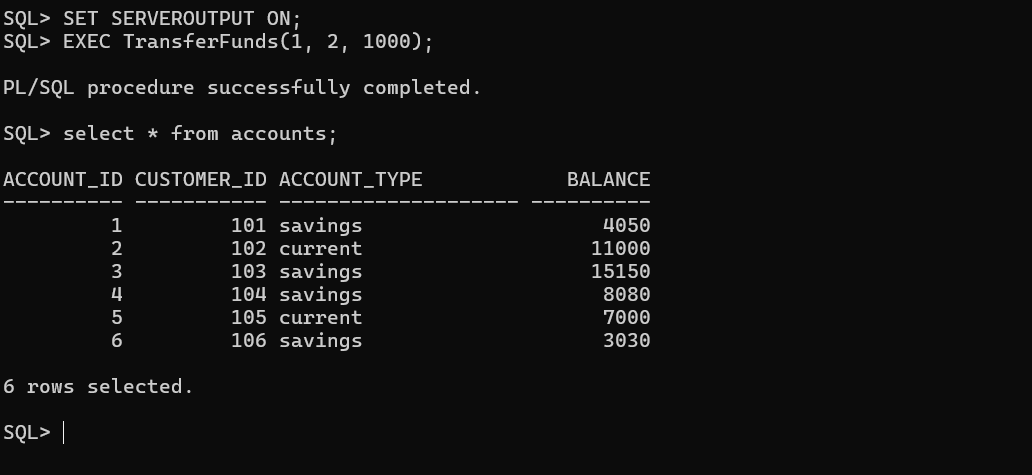 SQL> SET SERVEROUTPUT ON;
SQL> EXEC TransferFunds(1, 2, 1000);
PL/SQL procedure successfully completed.
SQL> select * from accounts;
ACCOUNT_ID CUSTOMER_ID ACCOUNT_TYPE            BALANCE
---------- ----------- -------------------- ----------
         1         101 savings                    4050
         2         102 current                   11000
         3         103 savings                   15150
         4         104 savings                    8080
         5         105 current                    7000
         6         106 savings                    3030
6 rows selected.
SQL>